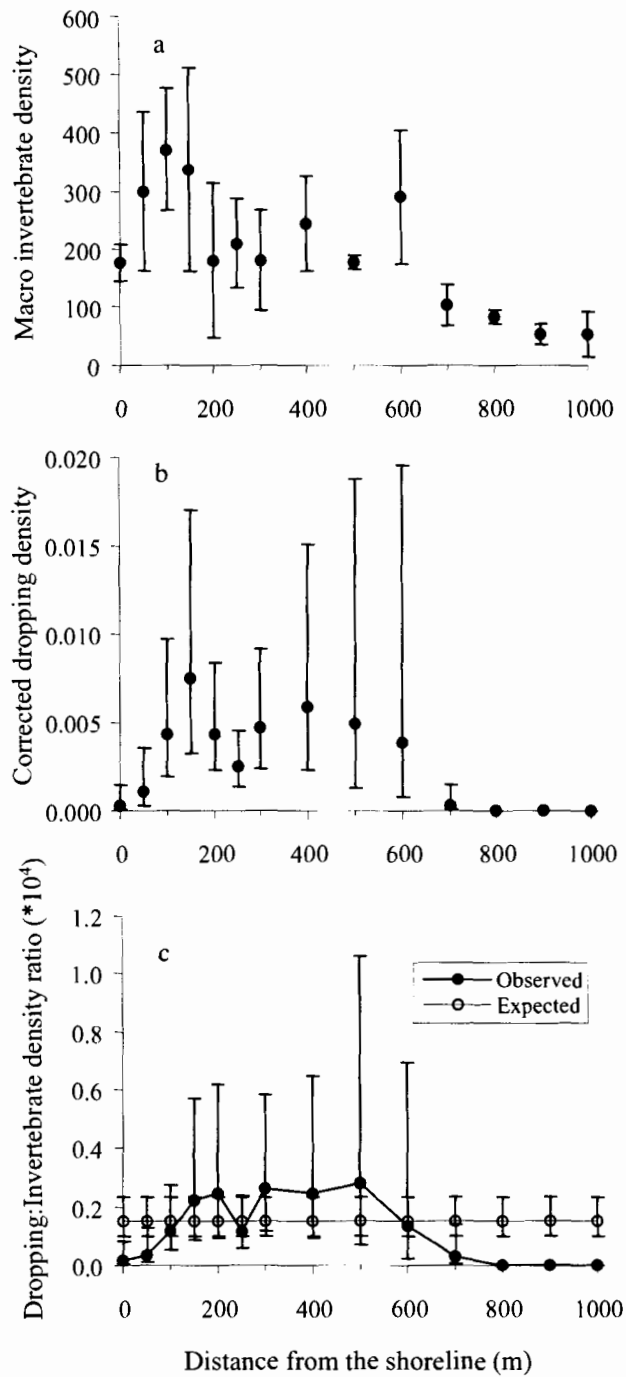 a
Macro invertebrate density
600
500
400
300
200
100
0
0 200 400 600 800 1000
b
Corrected dropping density
0.020
0.015
0.010
0.005
0.000
0 200 400 600 800 1000
c
Dropping:Invertebrate density ratio (*10⁴)
1.2
1.0
0.8
0.6
0.4
0.2
0.0
Observed
Expected
0 200 400 600 800 1000
Distance from the shoreline (m)